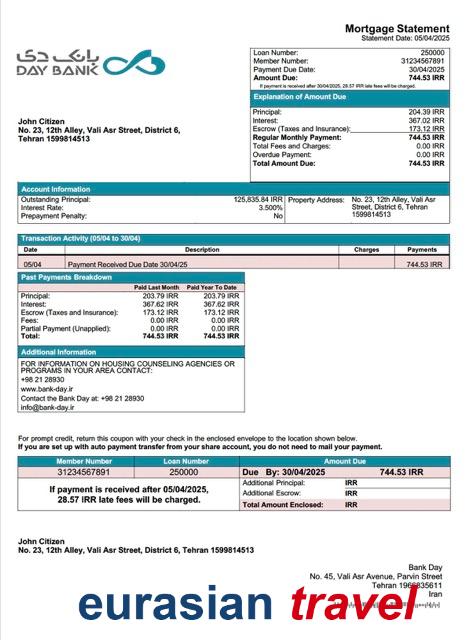 Mortgage Statement
Statement Date: 05/04/2025
بانک دی
DAY BANK
Loan Number: 250000
Member Number: 31234567891
Payment Due Date: 30/04/2025
Amount Due: 744.53 IRR
If payment is received after 30/04/2025, 28.57 IRR late fees will be charged.
Explanation of Amount Due
Principal: 204.39 IRR
Interest: 367.02 IRR
Escrow (Taxes and Insurance): 173.12 IRR
Regular Monthly Payment: 744.53 IRR
Total Fees and Charges: 0.00 IRR
Overdue Payment: 0.00 IRR
Total Amount Due: 744.53 IRR
John Citizen
No. 23, 12th Alley, Vali Asr Street, District 6,
Tehran 1599814513
Account Information
Outstanding Principal: 125,835.84 IRR
Interest Rate: 3.500%
Prepayment Penalty: No
Property Address: No. 23, 12th Alley, Vali Asr
Street, District 6, Tehran
1599814513
Transaction Activity (05/04 to 30/04)
Date Description Charges Payments
05/04 Payment Received Due Date 30/04/25 744.53 IRR
Past Payments Breakdown
Paid Last Month Paid Year To Date
Principal: 203.79 IRR 203.79 IRR
Interest: 367.62 IRR 367.62 IRR
Escrow (Taxes and Insurance): 173.12 IRR 173.12 IRR
Fees: 0.00 IRR 0.00 IRR
Partial Payment (Unapplied): 0.00 IRR 0.00 IRR
Total: 744.53 IRR 744.53 IRR
Additional Information
FOR INFORMATION ON HOUSING COUNSELING AGENCIES OR
PROGRAMS IN YOUR AREA CONTACT:
+98 21 28930
www.bank-day.ir
Contact the Bank Day at: +98 21 28930
info@bank-day.ir
For prompt credit, return this coupon with your check in the enclosed envelope to the location shown below.
If you are set up with auto payment transfer from your share account, you do not need to mail your payment.
Member Number Loan Number Amount Due
31234567891 250000 Due By: 30/04/2025 744.53 IRR
If payment is received after 05/04/2025,
28.57 IRR late fees will be charged.
Additional Principal: IRR
Additional Escrow: IRR
Total Amount Enclosed: IRR
John Citizen
No. 23, 12th Alley, Vali Asr Street, District 6, Tehran 1599814513
Bank Day
No. 45, Vali Asr Avenue, Parvin Street
Tehran 1966835611
Iran
eurasian travel